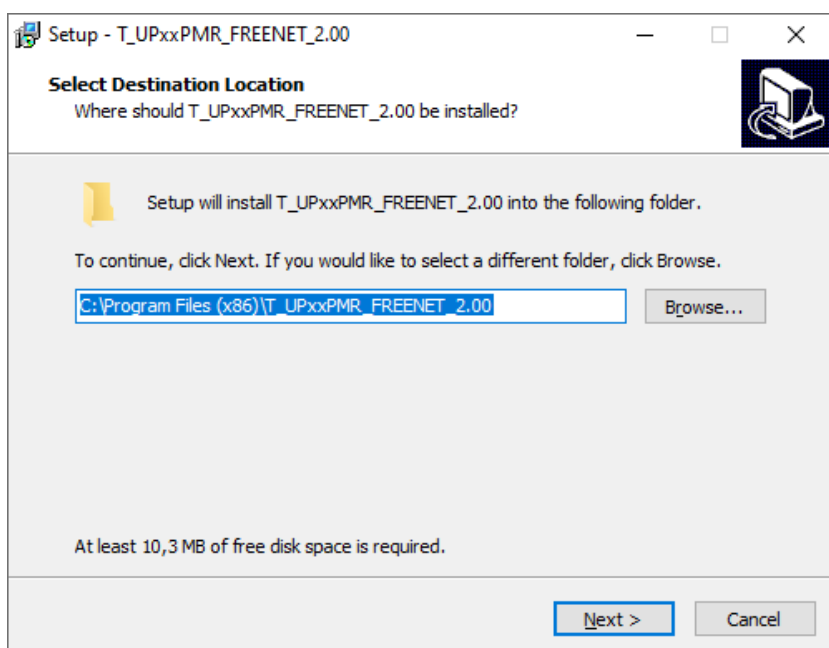 Setup - T_UPxxPMR_FREENET_2.00
Select Destination Location
Where should T_UPxxPMR_FREENET_2.00 be installed?
Setup will install T_UPxxPMR_FREENET_2.00 into the following folder.
To continue, click Next. If you would like to select a different folder, click Browse.
C:\Program Files (x86)\T_UPxxPMR_FREENET_2.00
Browse...
At least 10,3 MB of free disk space is required.
Next >
Cancel